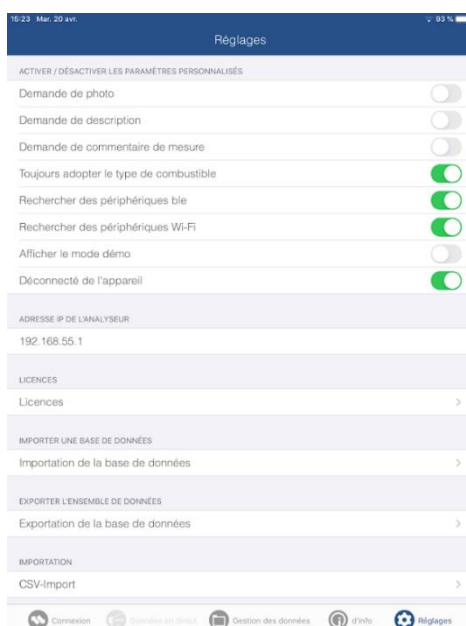 15:23 Mar. 20 avr. 93 %
Réglages
ACTIVER / DÉSACTIVER LES PARAMÈTRES PERSONNALISÉS
Demande de photo
Demande de description
Demande de commentaire de mesure
Toujours adopter le type de combustible
Rechercher des périphériques ble
Rechercher des périphériques Wi-Fi
Afficher le mode démo
Déconnecté de l'appareil
ADRESSE IP DE L'ANALYSEUR
192.168.55.1
LICENCES
Licences
IMPORTER UNE BASE DE DONNÉES
Importation de la base de données
EXPORTER L'ENSEMBLE DE DONNÉES
Exportation de la base de données
IMPORTATION
CSV-Import
Connexion Données en direct Gestion des données d'info Réglages